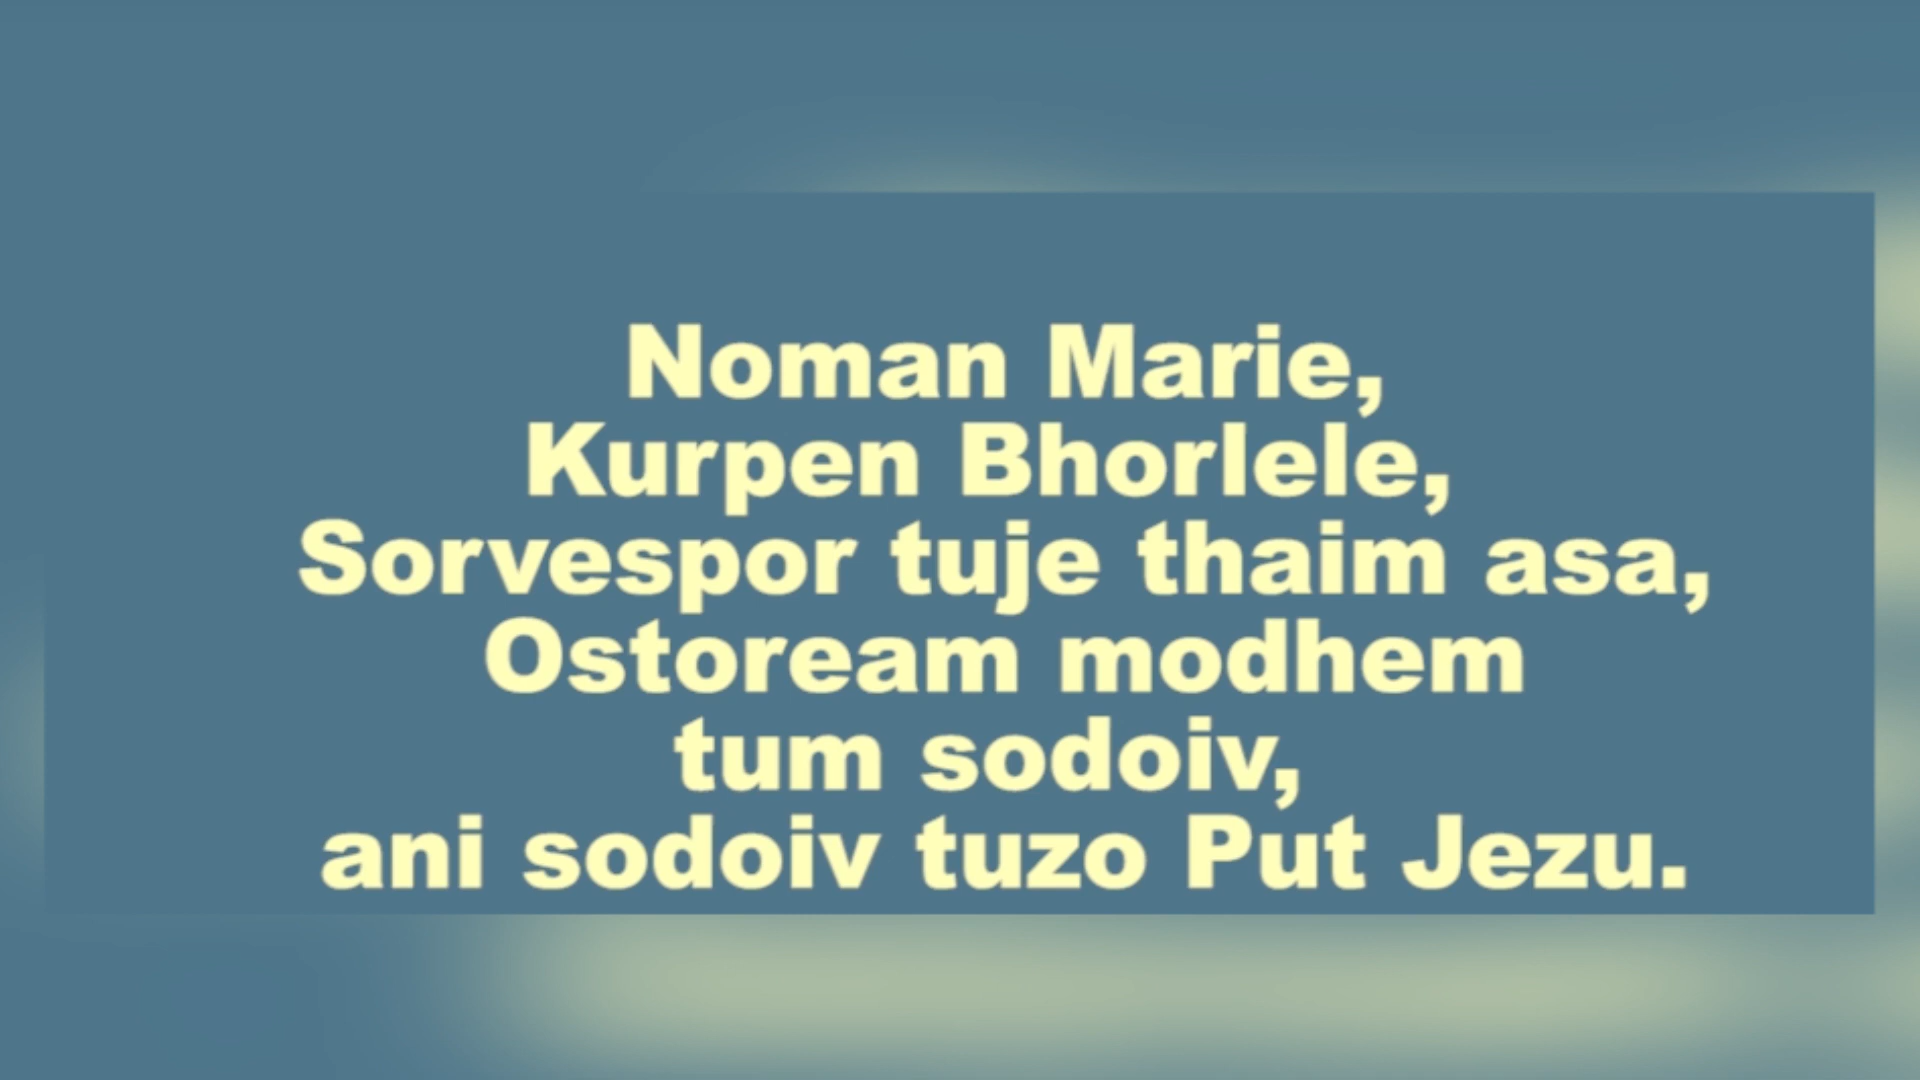 Noman Marie,
Kurpen Bhorlele,
Sorvespor tuje thaim asa,
Ostoream modhem
tum sodoiv,
ani sodoiv tuzo Put Jezu.